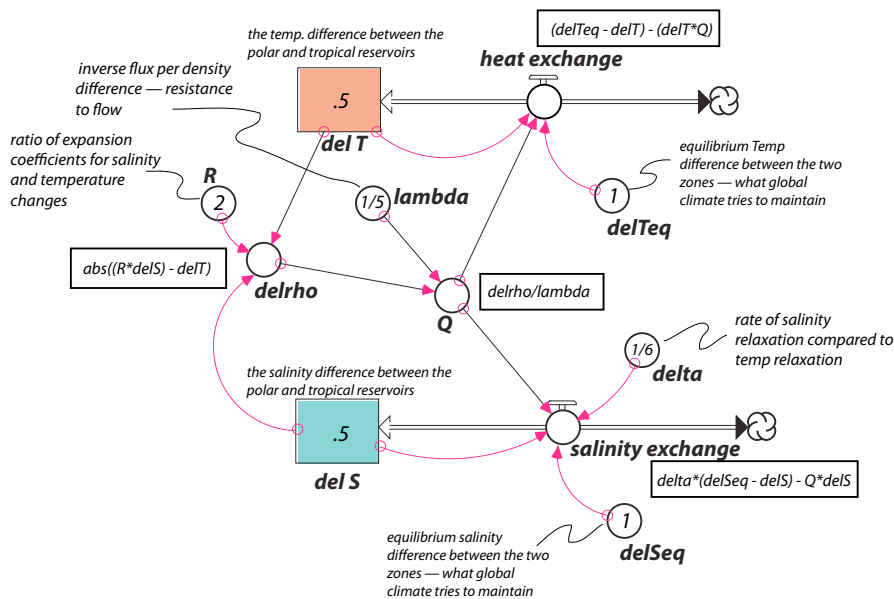 (delTeq - delT) - (delT*Q)
the temp. difference between the
polar and tropical reservoirs
heat exchange
inverse flux per density
difference — resistance
to flow
.5
del T
ratio of expansion
coefficients for salinity
and temperature
changes
R
2
1/5
lambda
equilibrium Temp
difference between the two
zones — what global
climate tries to maintain
1
delTeq
abs((R*delS) - delT)
delrho
delrho/lambda
Q
rate of salinity
relaxation compared to
temp relaxation
1/6
delta
the salinity difference between the
polar and tropical reservoirs
.5
del S
salinity exchange
delta*(delSeq - delS) - Q*delS
1
delSeq
equilibrium salinity
difference between the two
zones — what global
climate tries to maintain